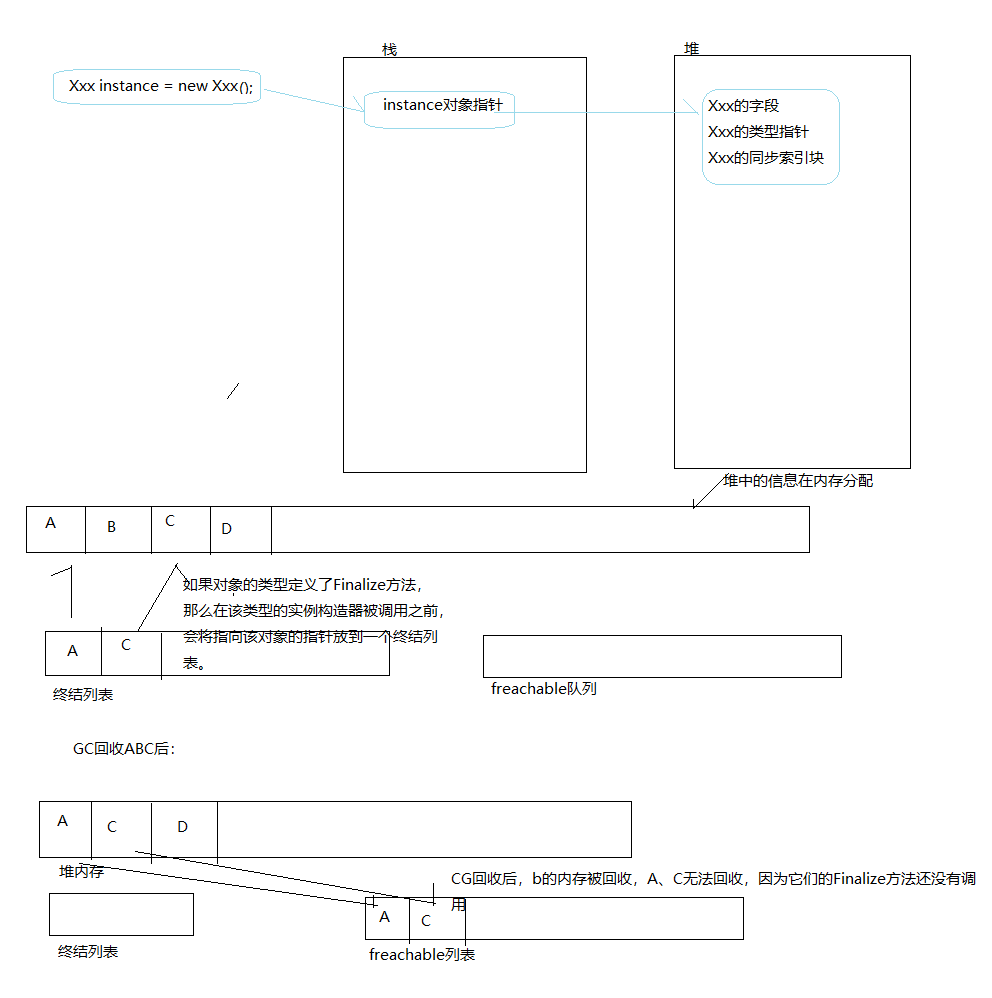 栈
堆
Xxx instance = new Xxx();
instance对象指针
Xxx的字段
Xxx的类型指针
Xxx的同步索引块
堆中的信息在内存分配
A B C D
如果对象的类型定义了Finalize方法，
那么在该类型的实例构造器被调用之前，
会将指向该对象的指针放到一个终结列
表。
A C
终结列表
freachable队列
GC回收ABC后：
A C D
堆内存
CG回收后，b的内存被回收，A、C无法回收，因为它们的Finalize方法还没有调
用
A C
终结列表
freachable列表